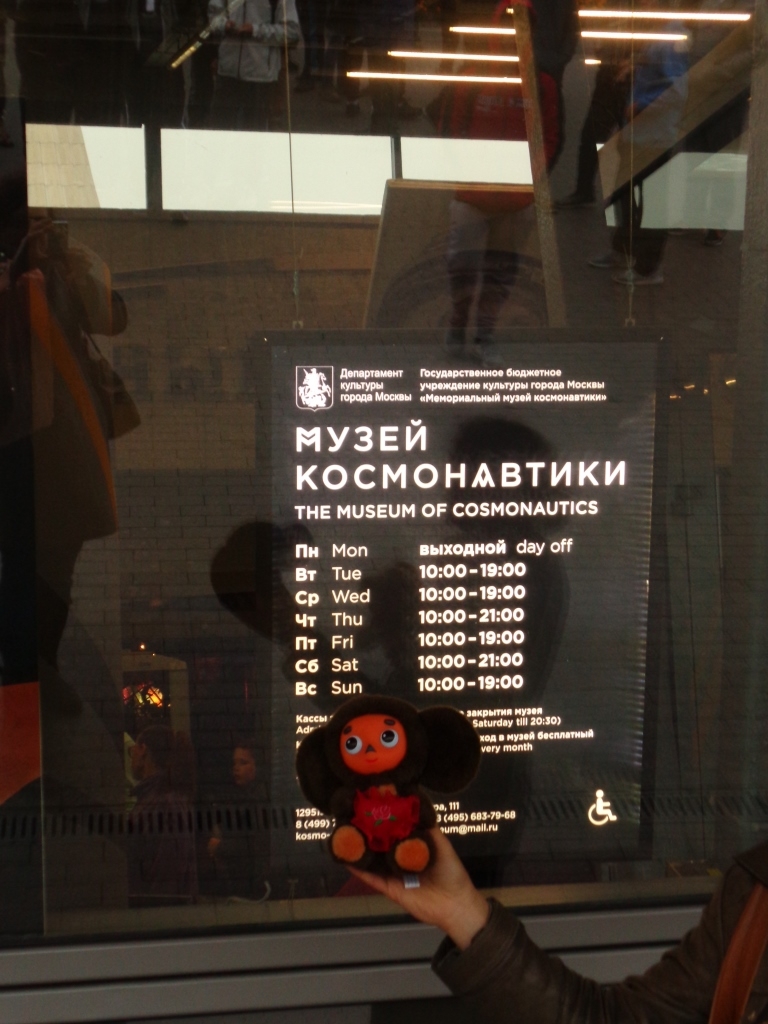 Департамент
культуры
города Москвы
Государственное бюджетное
учреждение культуры города Москвы
«Мемориальный музей космонавтики»
МУЗЕЙ
КОСМОНАВТИКИ
THE MUSEUM OF COSMONAUTICS
Пн Mon выходной day off
Вт Tue 10:00–19:00
Ср Wed 10:00–19:00
Чт Thu 10:00–21:00
Пт Fri 10:00–19:00
Сб Sat 10:00–21:00
Вс Sun 10:00–19:00
Кассы закрытия музея
Saturday till 20:30)
в музей бесплатный
month
111
8 (499) (495) 683-79-68
kosmo- @mail.ru